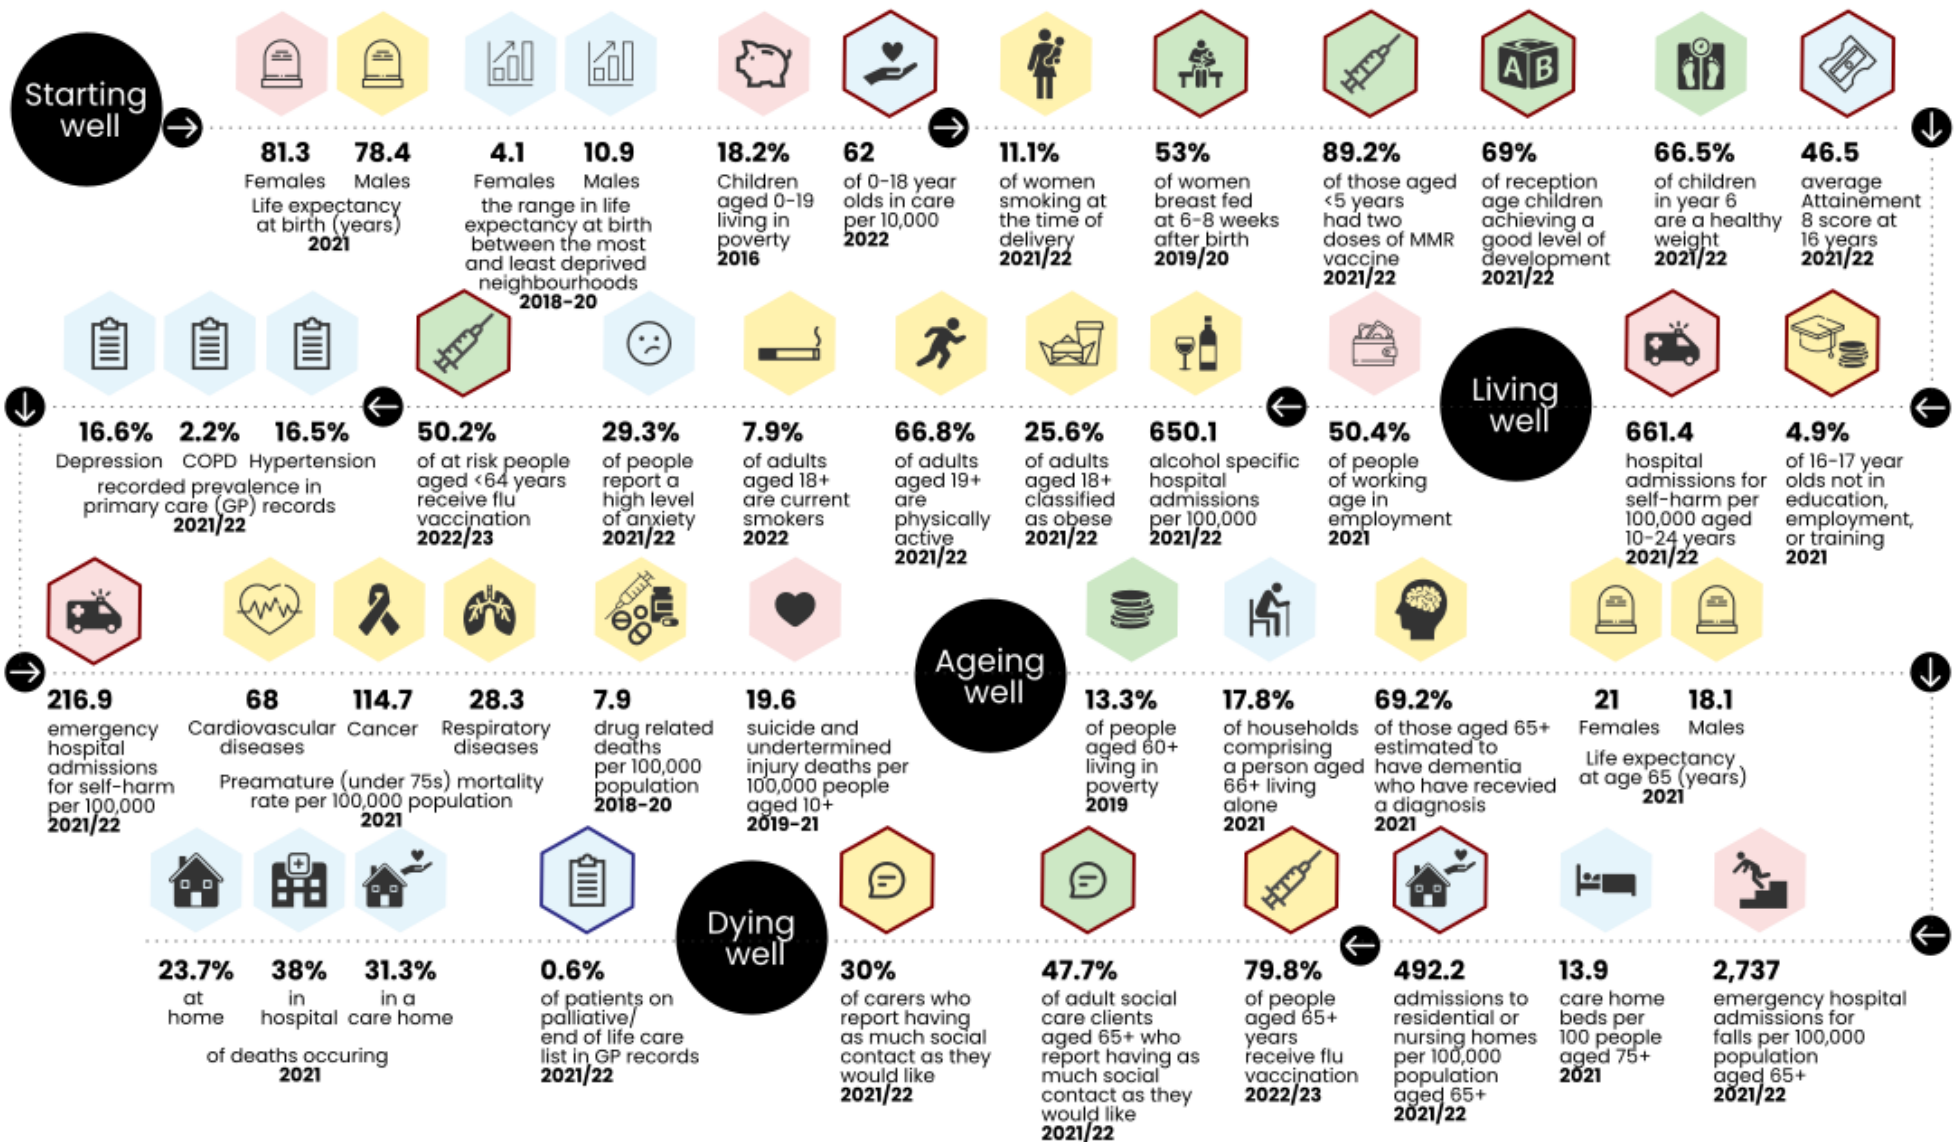 Starting
well
81.3
Females
78.4
Males
Life expectancy
at birth (years)
2021
4.1
Females
10.9
Males
the range in life
expectancy at birth
between the most
and least deprived
neighbourhoods
2018-20
18.2%
Children
aged 0-19
living in
poverty
2016
62
of 0-18 year
olds in care
per 10,000
2022
11.1%
of women
smoking at
the time of
delivery
2021/22
53%
of women
breast fed
at 6-8 weeks
after birth
2019/20
89.2%
of those aged
<5 years
had two
doses of MMR
vaccine
2021/22
A B
69%
of reception
age children
achieving a
good level of
development
2021/22
66.5%
of children
in year 6
are a healthy
weight
2021/22
46.5
average
Attainement
8 score at
16 years
2021/22
4.9%
of 16-17 year
olds not in
education,
employment,
or training
2021
661.4
hospital
admissions for
self-harm per
100,000 aged
10-24 years
2021/22
Living
well
50.4%
of people
of working
age in
employment
2021
650.1
alcohol specific
hospital
admissions
per 100,000
2021/22
25.6%
of adults
aged 18+
classified
as obese
2021/22
66.8%
of adults
aged 19+
are
physically
active
2021/22
7.9%
of adults
aged 18+
are current
smokers
2022
29.3%
of people
report a
high level
of anxiety
2021/22
50.2%
of at risk people
aged <64 years
receive flu
vaccination
2022/23
16.6%
Depression
2.2%
COPD
16.5%
Hypertension
recorded prevalence in
primary care (GP) records
2021/22
216.9
emergency
hospital
admissions
for self-harm
per 100,000
2021/22
68
Cardiovascular
diseases
114.7
Cancer
28.3
Respiratory
diseases
Preamature (under 75s) mortality
rate per 100,000 population
2021
7.9
drug related
deaths
per 100,000
population
2018-20
19.6
suicide and
undertermined
injury deaths per
100,000 people
aged 10+
2019-21
Ageing
well
13.3%
of people
aged 60+
living in
poverty
2019
17.8%
of households
comprising
a person aged
66+ living
alone
2021
69.2%
of those aged 65+
estimated to
have dementia
who have recevied
a diagnosis
2021
21
Females
18.1
Males
Life expectancy
at age 65 (years)
2021
2,737
emergency hospital
admissions for
falls per 100,000
population
aged 65+
2021/22
13.9
care home
beds per
100 people
aged 75+
2021
492.2
admissions to
residential or
nursing homes
per 100,000
population
aged 65+
2021/22
79.8%
of people
aged 65+
years
receive flu
vaccination
2022/23
47.7%
of adult social
care clients
aged 65+ who
report having as
much social
contact as they
would like
2021/22
30%
of carers who
report having
as much social
contact as they
would like
2021/22
Dying
well
0.6%
of patients on
palliative/
end of life care
list in GP records
2021/22
23.7%
at
home
38%
in
hospital
31.3%
in a
care home
of deaths occuring
2021